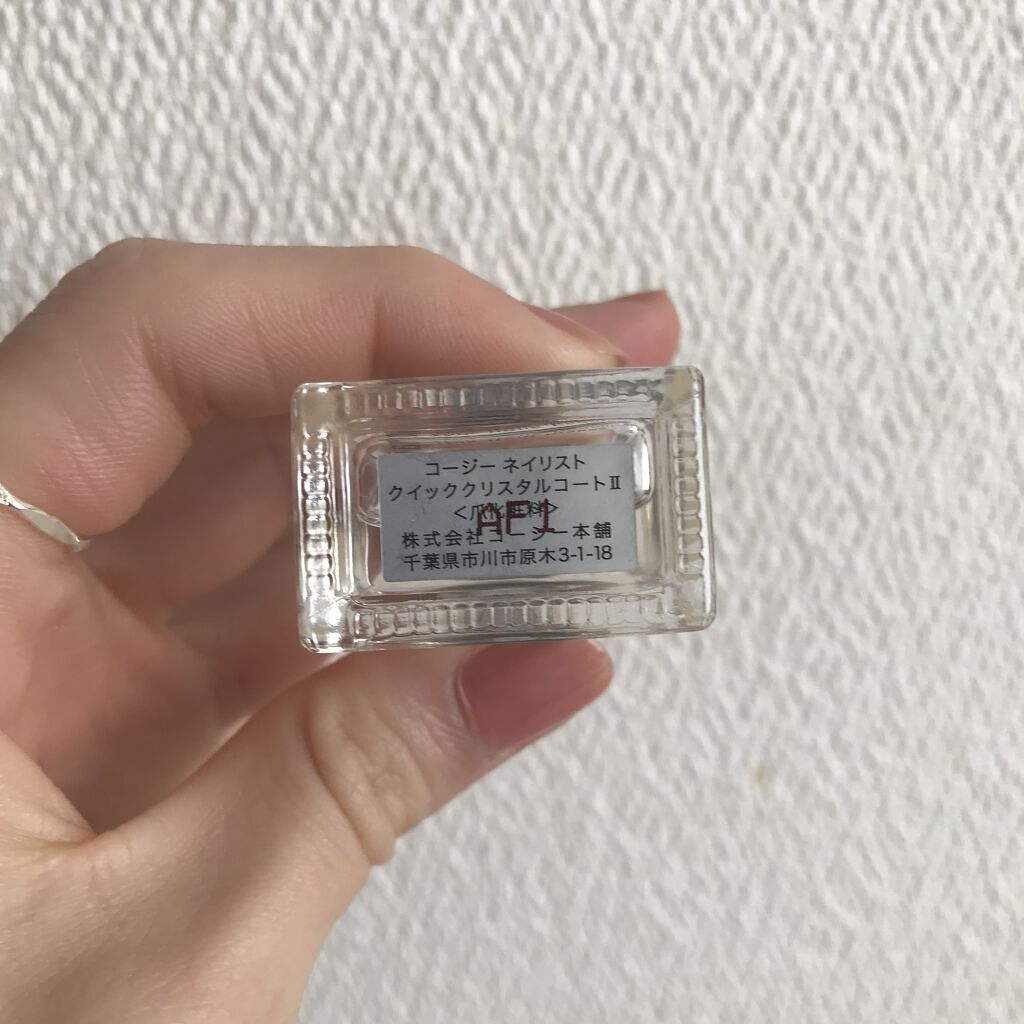 コージー ネイリスト
クイッククリスタルコートⅡ
<爪化粧料>
AF1
株式会社コージー本舗
千葉県市川市原木3-1-18